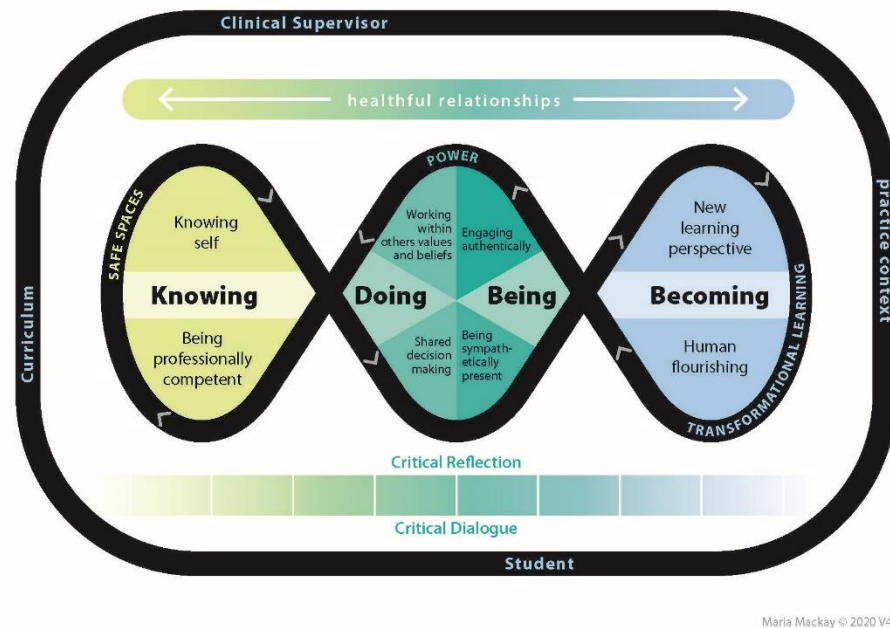 Clinical Supervisor
healthful relationships
POWER
SAFE SPACES
Knowing
self
Working
within
others values
and beliefs
Engaging
authentically
New
learning
perspective
Knowing
Doing
Being
Becoming
Being
professionally
competent
Shared
decision
making
Being
sympath-
etically
present
Human
flourishing
TRANSFORMATIONAL LEARNING
Curriculum
practice context
Critical Reflection
Critical Dialogue
Student
Maria Mackay © 2020 V4